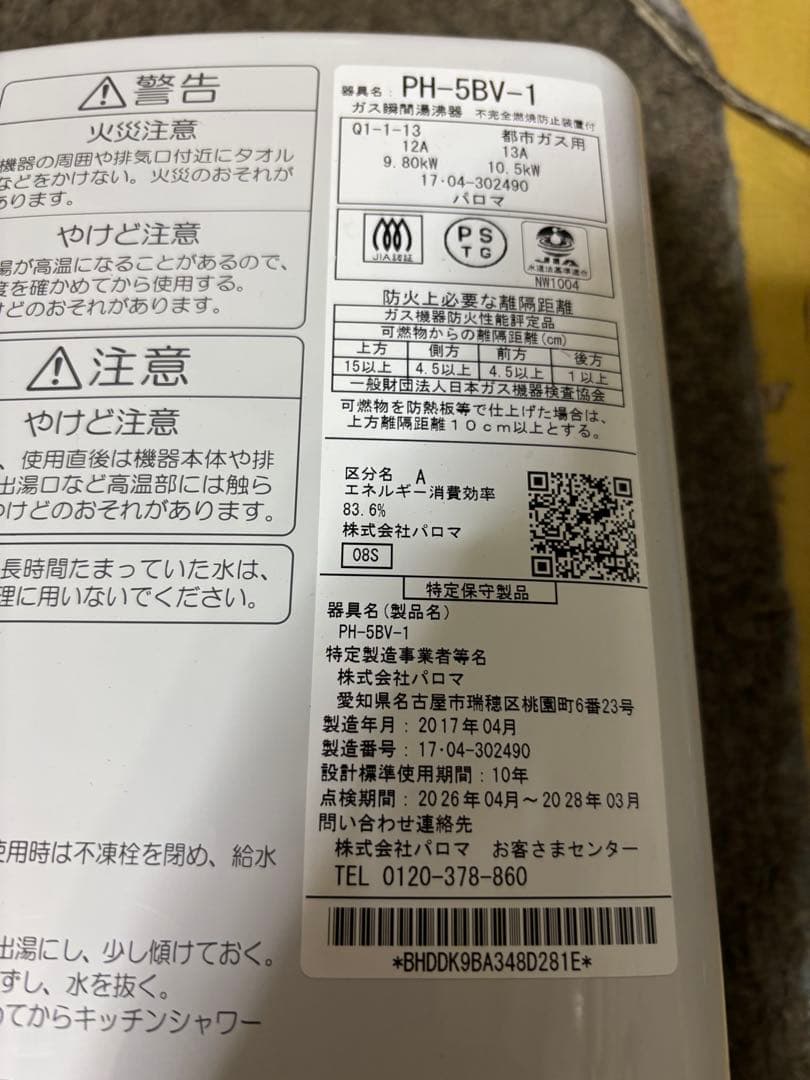 警告
火災注意
機器の周囲や排気口付近にタオル
などをかけない。火災のおそれが
あります。
やけど注意
湯が高温になることがあるので、
度を確かめてから使用する。
けどのおそれがあります。
注意
やけど注意
、使用直後は機器本体や排
出湯口など高温部には触ら
やけどのおそれがあります。
長時間たまっていた水は、
理に用いないでください。
使用時は不凍栓を閉め、給水
出湯にし、少し傾けておく。
ずし、水を抜く。
めてからキッチンシャワー
器具名: PH-5BV-1
ガス瞬間湯沸器 不完全燃焼防止装置付
Q1-1-13 都市ガス用
12A 13A
9.80kW 10.5kW
17・04-302490
パロマ
JIA認証
PS
TG
水道法基準適合
NW1004
防火上必要な離隔距離
ガス機器防火性能評定品
可燃物からの離隔距離(cm)
上方 側方 前方 後方
15以上 4.5以上 4.5以上 1以上
一般財団法人日本ガス機器検査協会
可燃物を防熱板等で仕上げた場合は、
上方離隔距離10cm以上とする。
区分名 A
エネルギー消費効率
83.6%
株式会社パロマ
08S
特定保守製品
器具名(製品名)
PH-5BV-1
特定製造事業者等名
株式会社パロマ
愛知県名古屋市瑞穂区桃園町6番23号
製造年月: 2017年04月
製造番号: 17・04-302490
設計標準使用期間: 10年
点検期間: 2026年04月〜2028年03月
問い合わせ連絡先
株式会社パロマ お客さまセンター
TEL 0120-378-860
*BHDDK9BA348D281E*